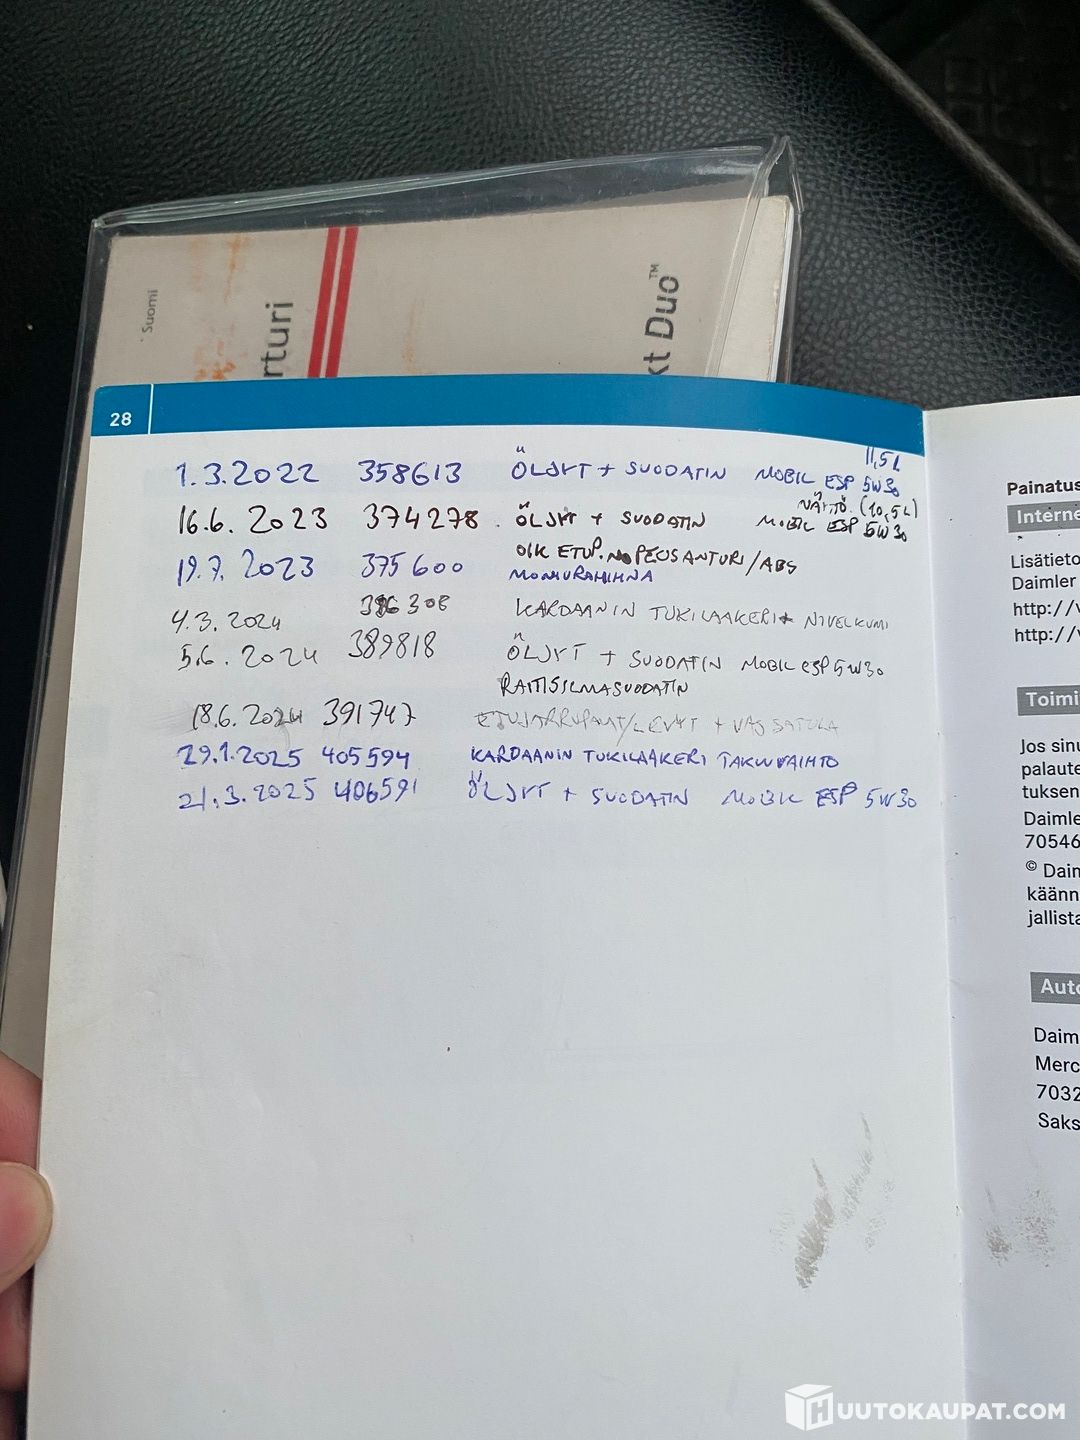 Suomi
rturi
kt Duo™
28
11,5L
1.3.2022 358613 ÖLJYT + SUODATIN MOBIL ESP 5W30
NÄYTTÖ. (10,5L)
16.6. 2023 374278. ÖLJYT + SUODATIN MOBIL ESP 5W30
OIK ETUP. NOPEUSANTURI/ABS
19.7. 2023 375600 MONIURAHIHNA
4.3. 2024 386308 KARDAANIN TUKILAAKERI + NIVELKUMI
5.6. 2024 389818 ÖLJYT + SUODATIN MOBIL ESP 5W30
RAITISILMASUODATIN
18.6. 2024 391747 ETUJARRUPALAT/LEVYT + VAS SATULA
29.1.2025 405594 KARDAANIN TUKILAAKERI TAKUUVAIHTO
21.3.2025 406591 ÖLJYT + SUODATIN MOBIL ESP 5W30
Painatus
Interne
Lisätieto
Daimler
http://
http://
Toimi
Jos sinu
palaute
tuksen
Daimle
70546
© Dain
käänn
jallista
Auto
Daim
Merc
7032
Saks
HUUTOKAUPAT.COM